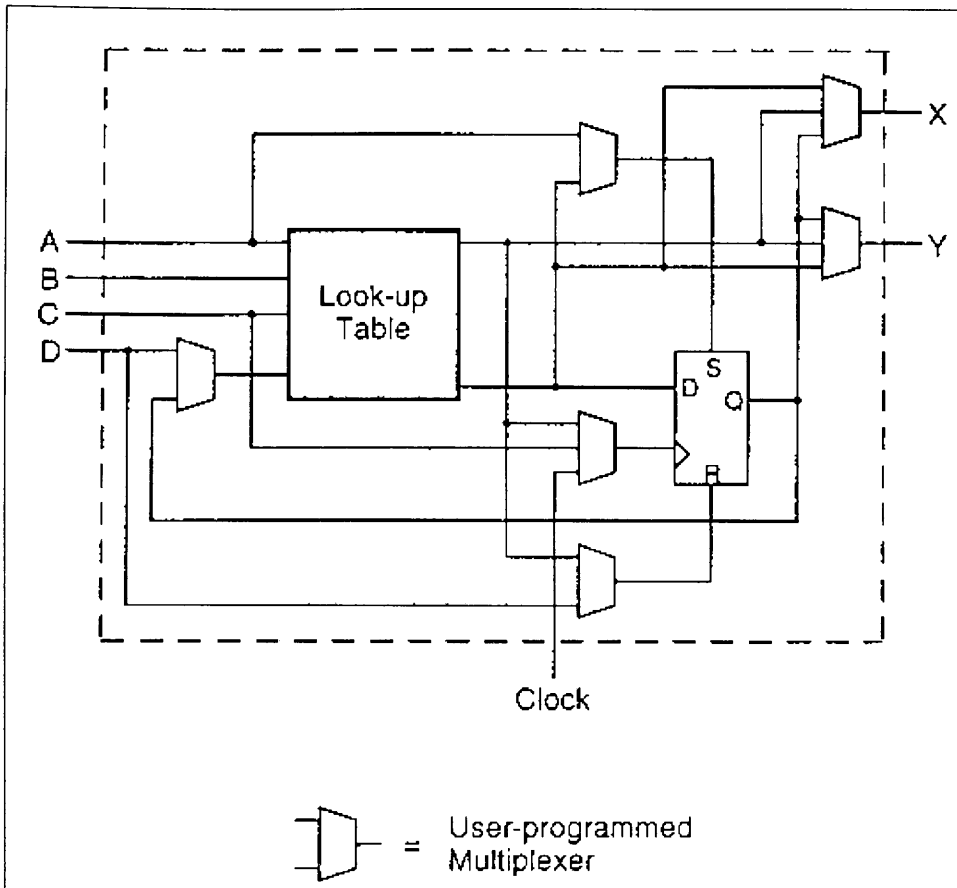 X
A
Y
B
Look-up
Table
C
D
S
D
Q
R
Clock
= User-programmed
Multiplexer